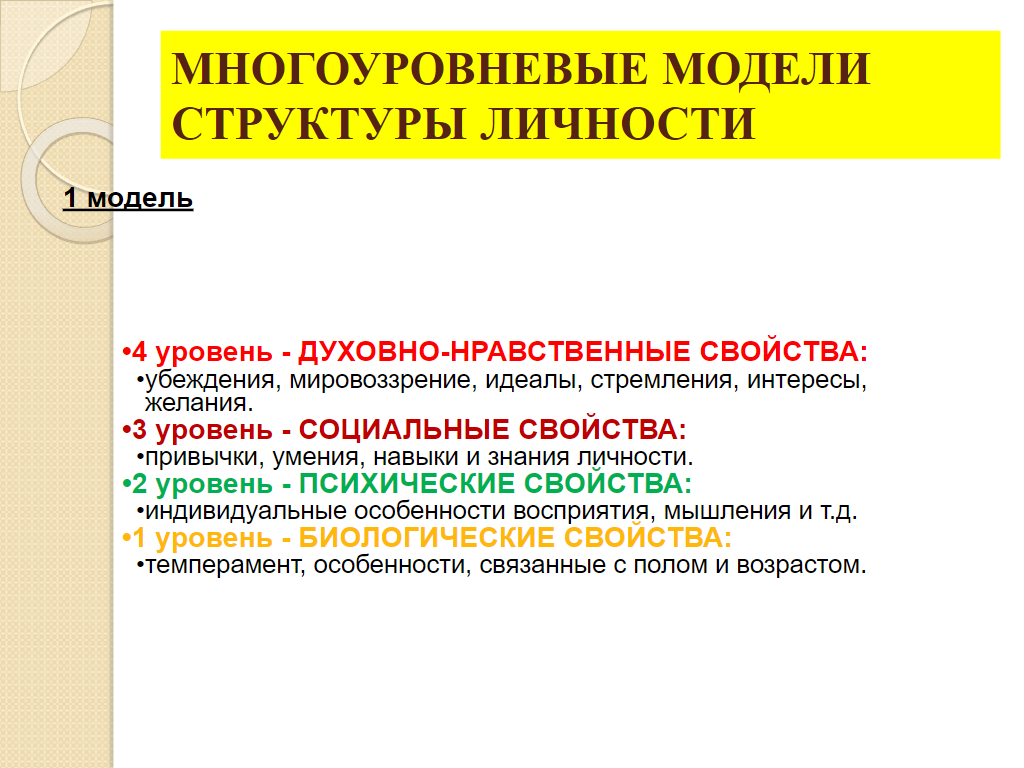 МНОГОУРОВНЕВЫЕ МОДЕЛИ
СТРУКТУРЫ ЛИЧНОСТИ
1 модель
•4 уровень - ДУХОВНО-НРАВСТВЕННЫЕ СВОЙСТВА:
•убеждения, мировоззрение, идеалы, стремления, интересы,
желания.
•3 уровень - СОЦИАЛЬНЫЕ СВОЙСТВА:
•привычки, умения, навыки и знания личности.
•2 уровень - ПСИХИЧЕСКИЕ СВОЙСТВА:
•индивидуальные особенности восприятия, мышления и т.д.
•1 уровень - БИОЛОГИЧЕСКИЕ СВОЙСТВА:
•темперамент, особенности, связанные с полом и возрастом.